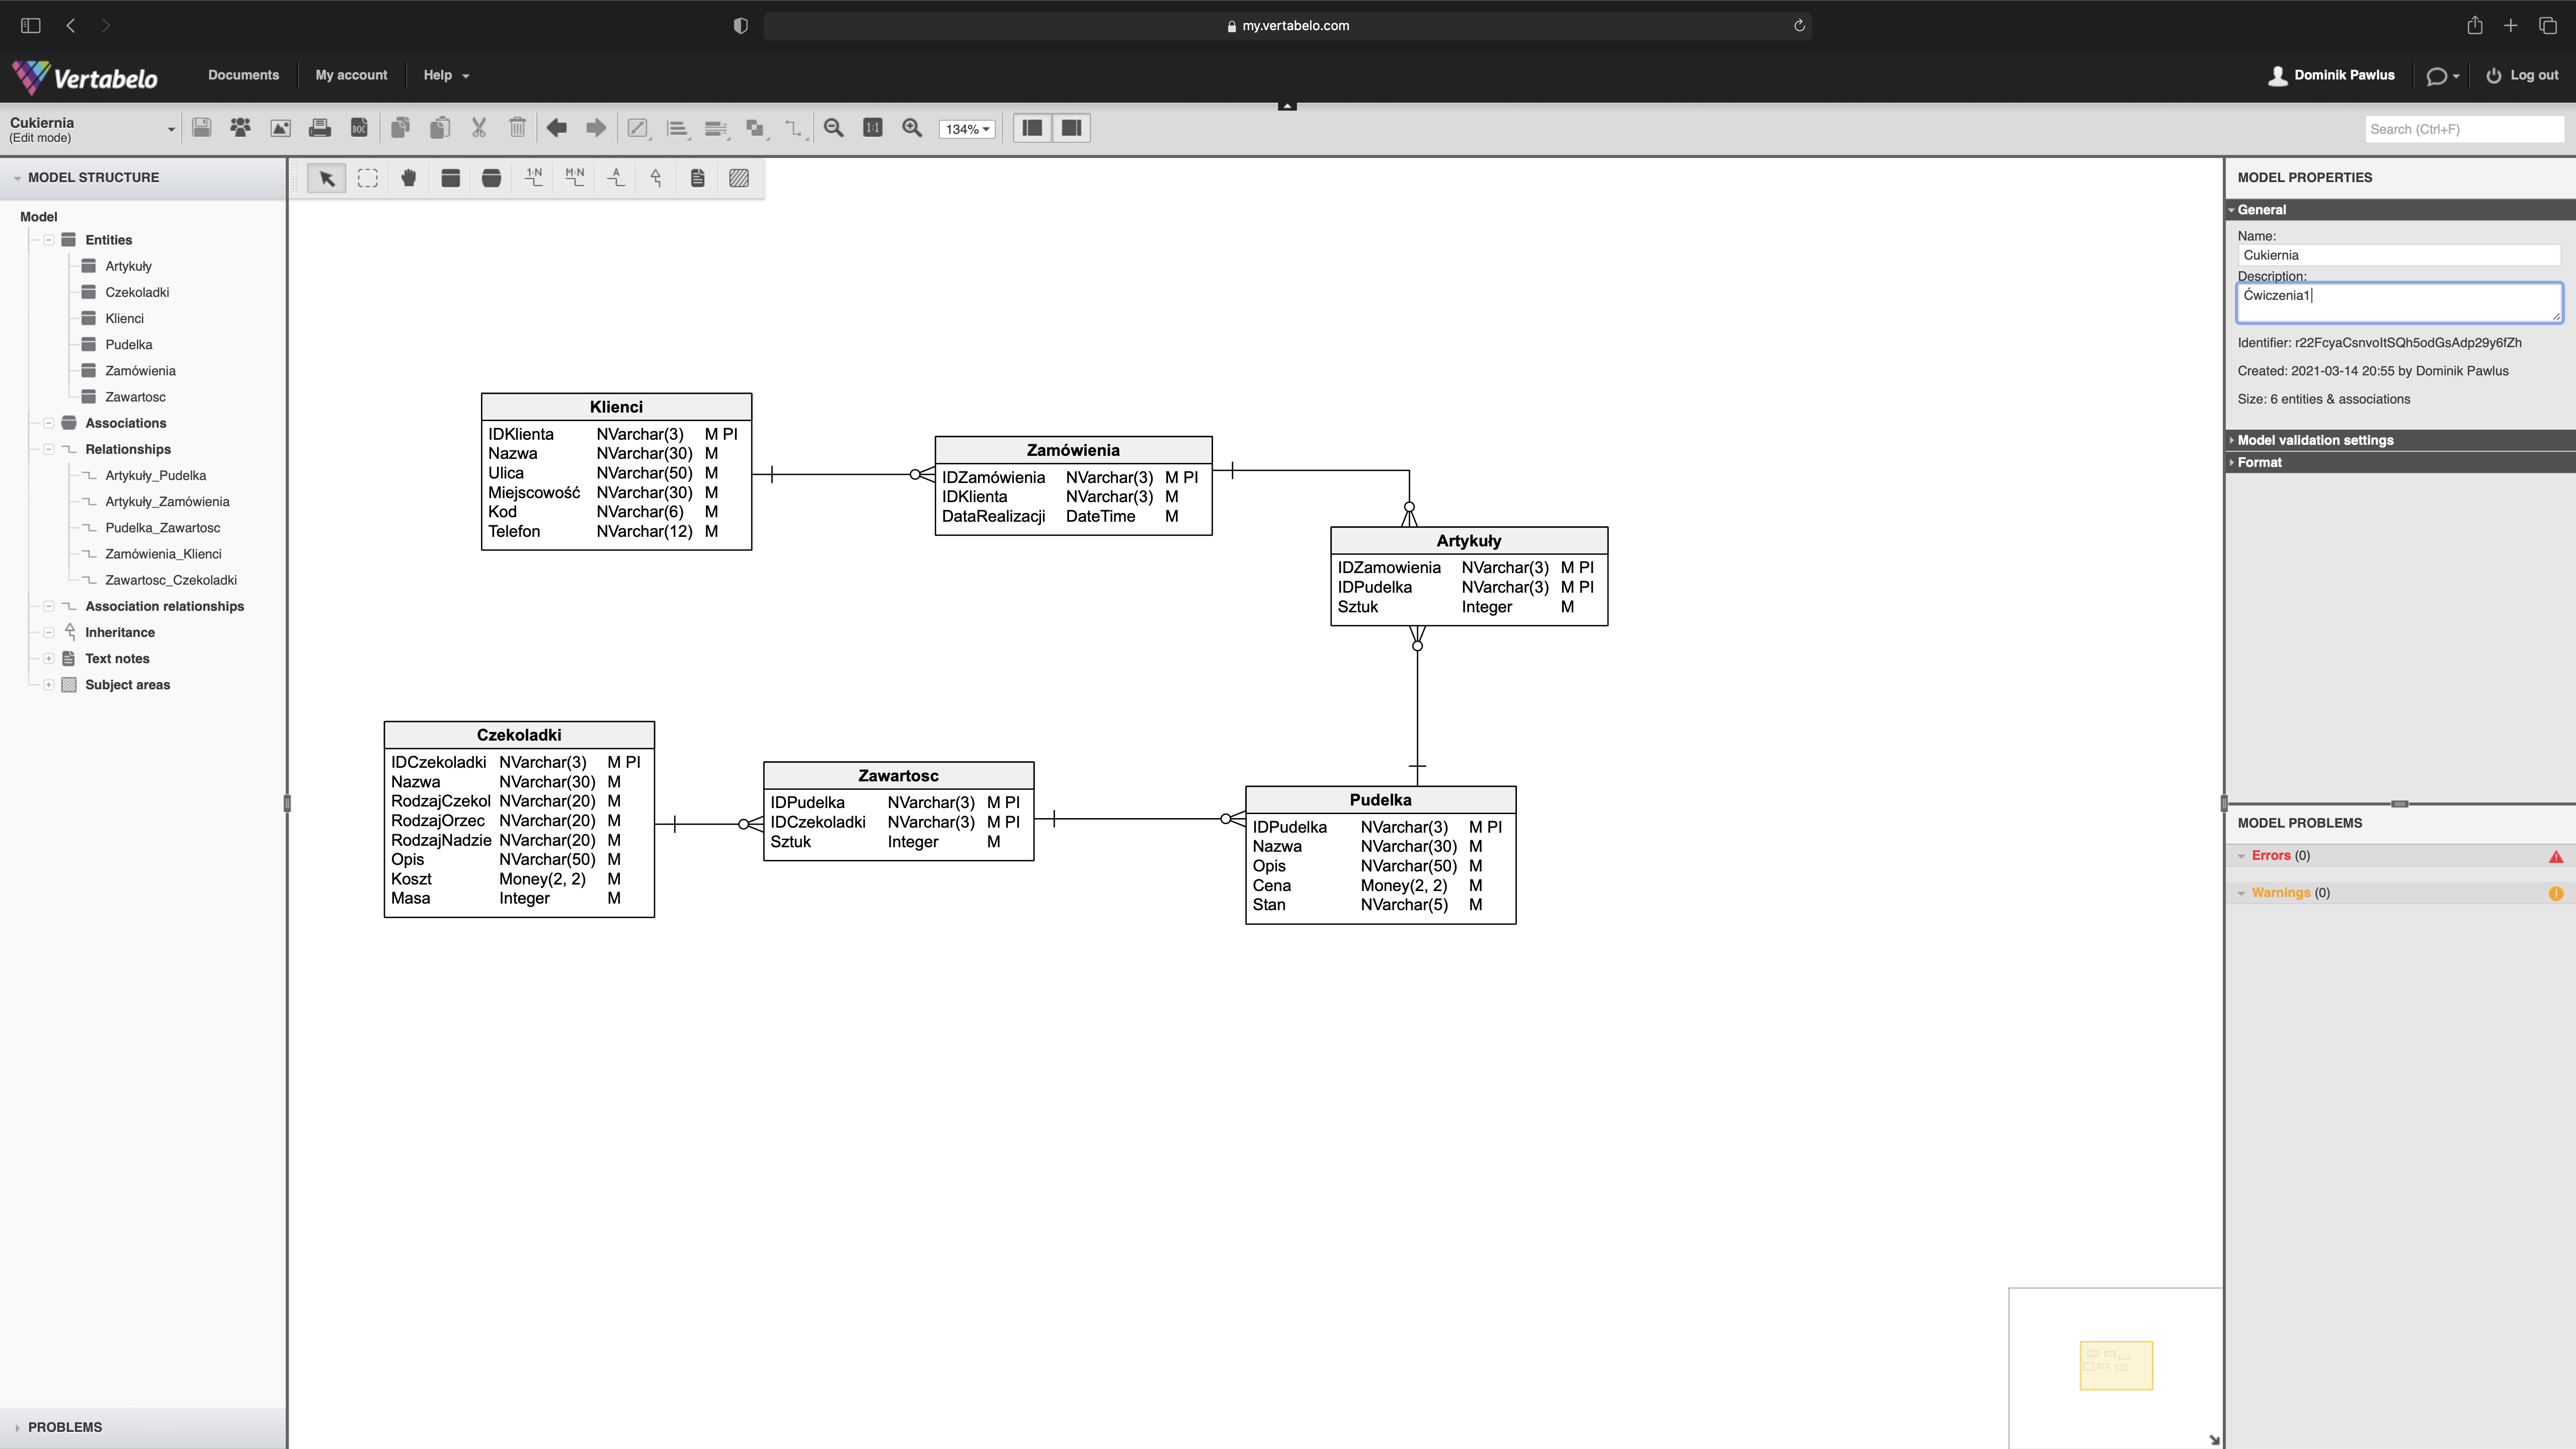 my.vertabelo.com
Vertabelo Documents My account Help Dominik Pawlus Log out
Cukiernia
(Edit mode)
DOC 1:1 134% Search (Ctrl+F)
MODEL STRUCTURE
Model
Entities
Artykuły
Czekoladki
Klienci
Pudelka
Zamówienia
Zawartosc
Associations
Relationships
Artykuły_Pudelka
Artykuły_Zamówienia
Pudelka_Zawartosc
Zamówienia_Klienci
Zawartosc_Czekoladki
Association relationships
Inheritance
Text notes
Subject areas
PROBLEMS
1:N M:N A
Klienci
IDKlienta NVarchar(3) M PI
Nazwa NVarchar(30) M
Ulica NVarchar(50) M
Miejscowość NVarchar(30) M
Kod NVarchar(6) M
Telefon NVarchar(12) M
Zamówienia
IDZamówienia NVarchar(3) M PI
IDKlienta NVarchar(3) M
DataRealizacji DateTime M
Artykuły
IDZamowienia NVarchar(3) M PI
IDPudelka NVarchar(3) M PI
Sztuk Integer M
Czekoladki
IDCzekoladki NVarchar(3) M PI
Nazwa NVarchar(30) M
RodzajCzekol NVarchar(20) M
RodzajOrzec NVarchar(20) M
RodzajNadzie NVarchar(20) M
Opis NVarchar(50) M
Koszt Money(2, 2) M
Masa Integer M
Zawartosc
IDPudelka NVarchar(3) M PI
IDCzekoladki NVarchar(3) M PI
Sztuk Integer M
Pudelka
IDPudelka NVarchar(3) M PI
Nazwa NVarchar(30) M
Opis NVarchar(50) M
Cena Money(2, 2) M
Stan NVarchar(5) M
MODEL PROPERTIES
General
Name:
Cukiernia
Description:
Ćwiczenia1
Identifier: r22FcyaCsnvoItSQh5odGsAdp29y6fZh
Created: 2021-03-14 20:55 by Dominik Pawlus
Size: 6 entities & associations
Model validation settings
Format
MODEL PROBLEMS
Errors (0)
Warnings (0)